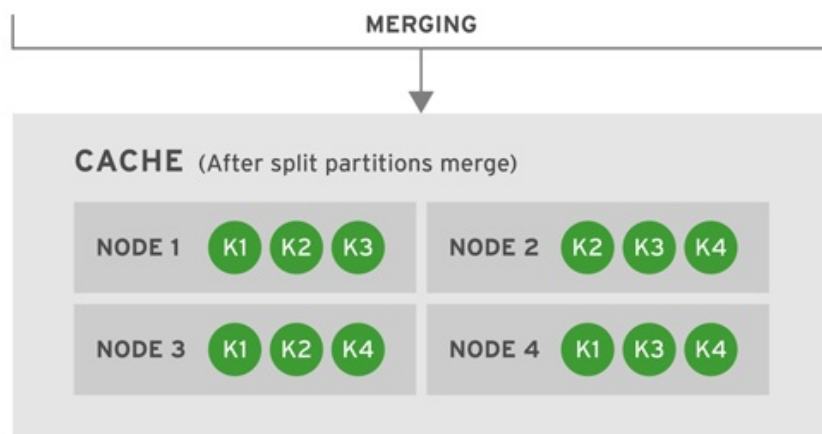 MERGING
CACHE (After split partitions merge)
NODE 1 K1 K2 K3
NODE 2 K2 K3 K4
NODE 3 K1 K2 K4
NODE 4 K1 K3 K4